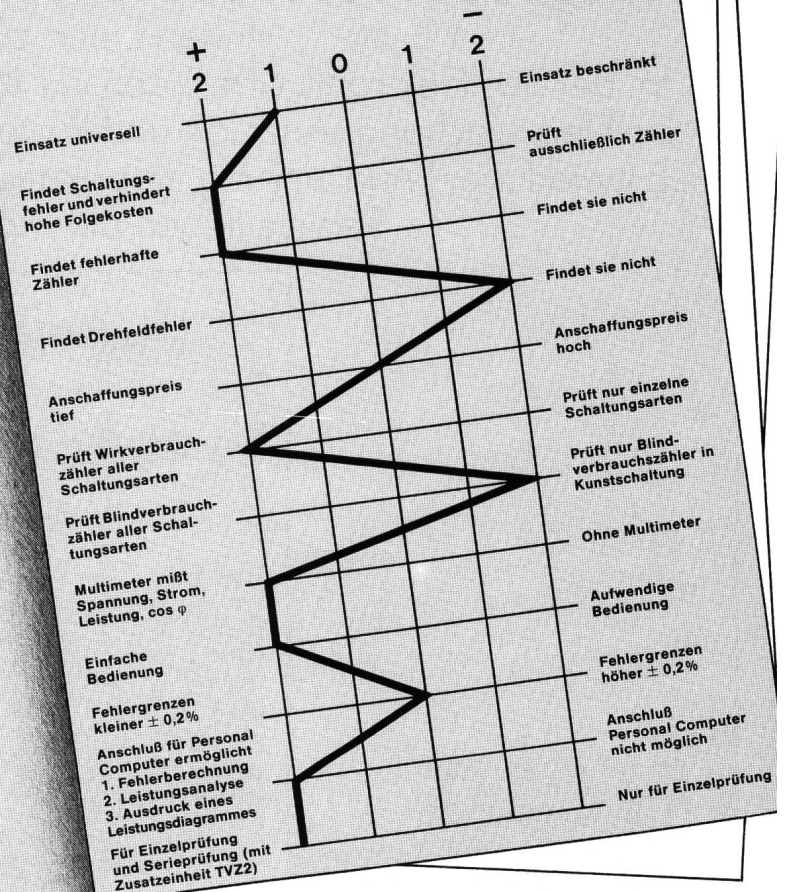 +
−
2 1 0 1 2
Einsatz universell
Einsatz beschränkt
Findet Schaltungs-
fehler und verhindert
hohe Folgekosten
Prüft
ausschließlich Zähler
Findet fehlerhafte
Zähler
Findet sie nicht
Findet Drehfeldfehler
Findet sie nicht
Anschaffungspreis
tief
Anschaffungspreis
hoch
Prüft Wirkverbrauch-
zähler aller
Schaltungsarten
Prüft nur einzelne
Schaltungsarten
Prüft Blindverbrauch-
zähler aller Schal-
tungsarten
Prüft nur Blind-
verbrauchszähler in
Kunstschaltung
Multimeter mißt
Spannung, Strom,
Leistung, cos φ
Ohne Multimeter
Einfache
Bedienung
Aufwendige
Bedienung
Fehlergrenzen
kleiner ± 0,2%
Fehlergrenzen
höher ± 0,2%
Anschluß für Personal
Computer ermöglicht
1. Fehlerberechnung
2. Leistungsanalyse
3. Ausdruck eines
Leistungsdiagrammes
Anschluß
Personal Computer
nicht möglich
Für Einzelprüfung
und Serieprüfung (mit
Zusatzeinheit TVZ2)
Nur für Einzelprüfung